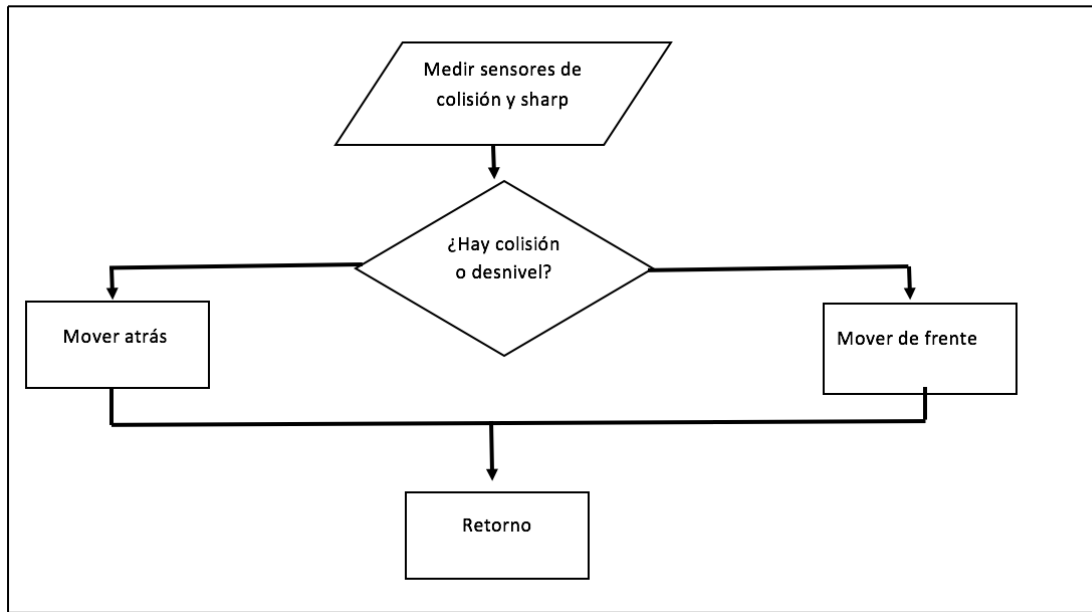 Medir sensores de
colisión y sharp
¿Hay colisión
o desnivel?
Mover atrás
Mover de frente
Retorno